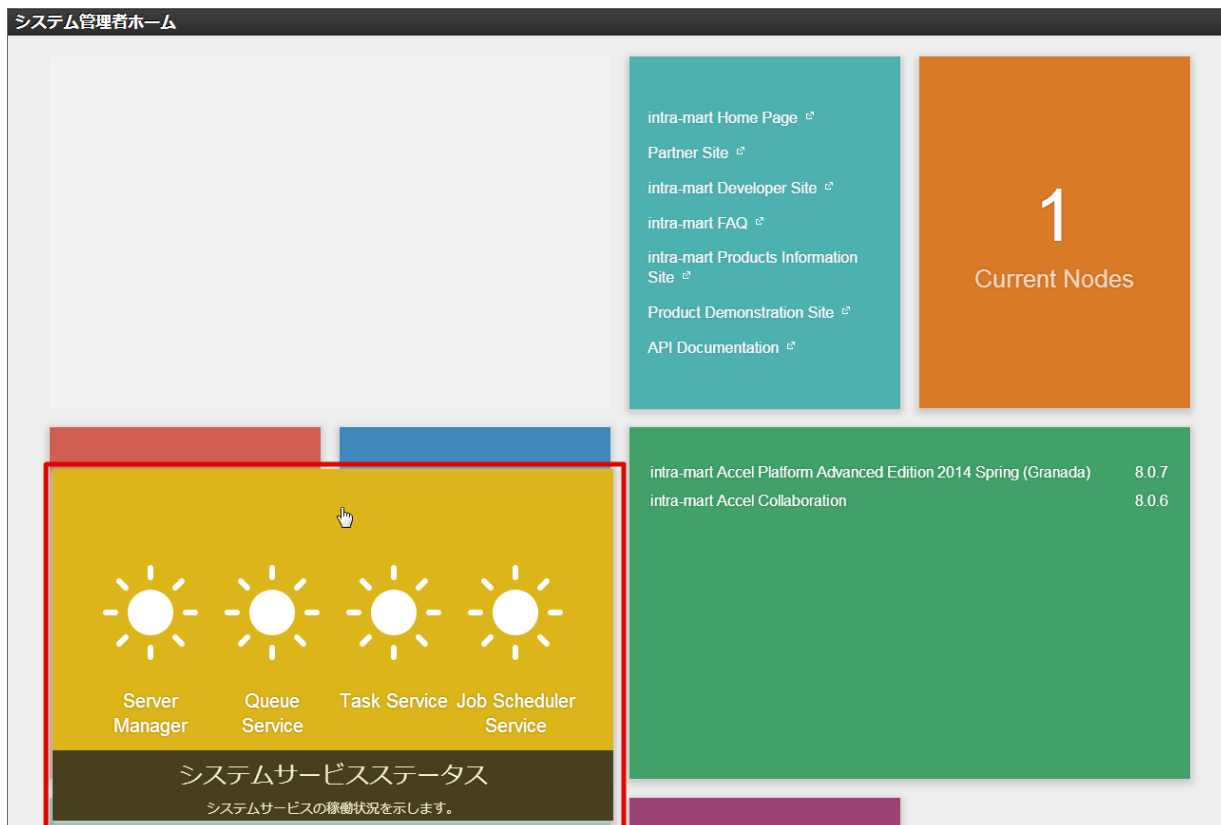 システム管理者ホーム
intra-mart Home Page
Partner Site
intra-mart Developer Site
intra-mart FAQ
intra-mart Products Information
Site
Product Demonstration Site
API Documentation
1
Current Nodes
intra-mart Accel Platform Advanced Edition 2014 Spring (Granada) 8.0.7
intra-mart Accel Collaboration 8.0.6
Server Manager
Queue Service
Task Service
Job Scheduler Service
システムサービスステータス
システムサービスの稼働状況を示します。